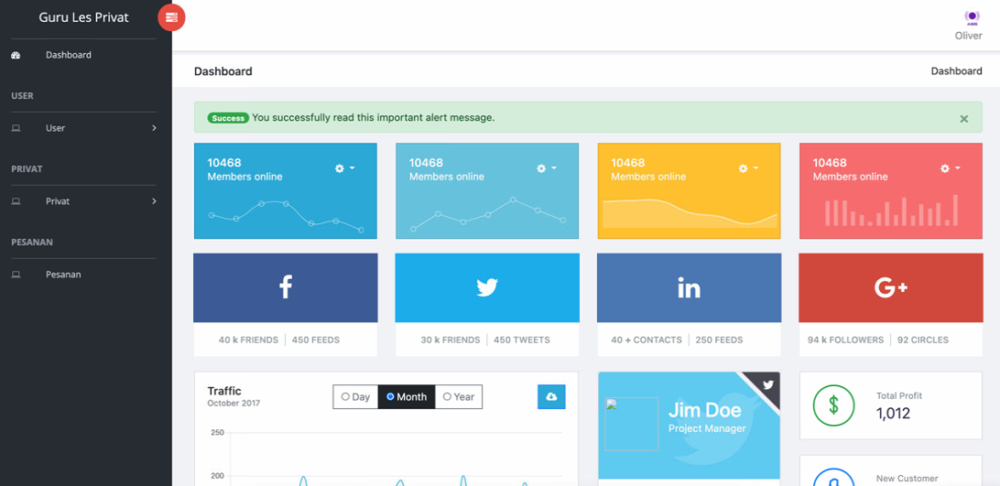 Guru Les Privat
Oliver
Dashboard
USER
User
PRIVAT
Privat
PESANAN
Pesanan
Dashboard
Dashboard
Success You successfully read this important alert message.
10468
Members online
10468
Members online
10468
Members online
10468
Members online
40 k FRIENDS
450 FEEDS
30 k FRIENDS
450 TWEETS
40 + CONTACTS
250 FEEDS
G+
94 k FOLLOWERS
92 CIRCLES
Traffic
October 2017
Day
Month
Year
250
200
Jim Doe
Project Manager
Total Profit
1,012
New Customer